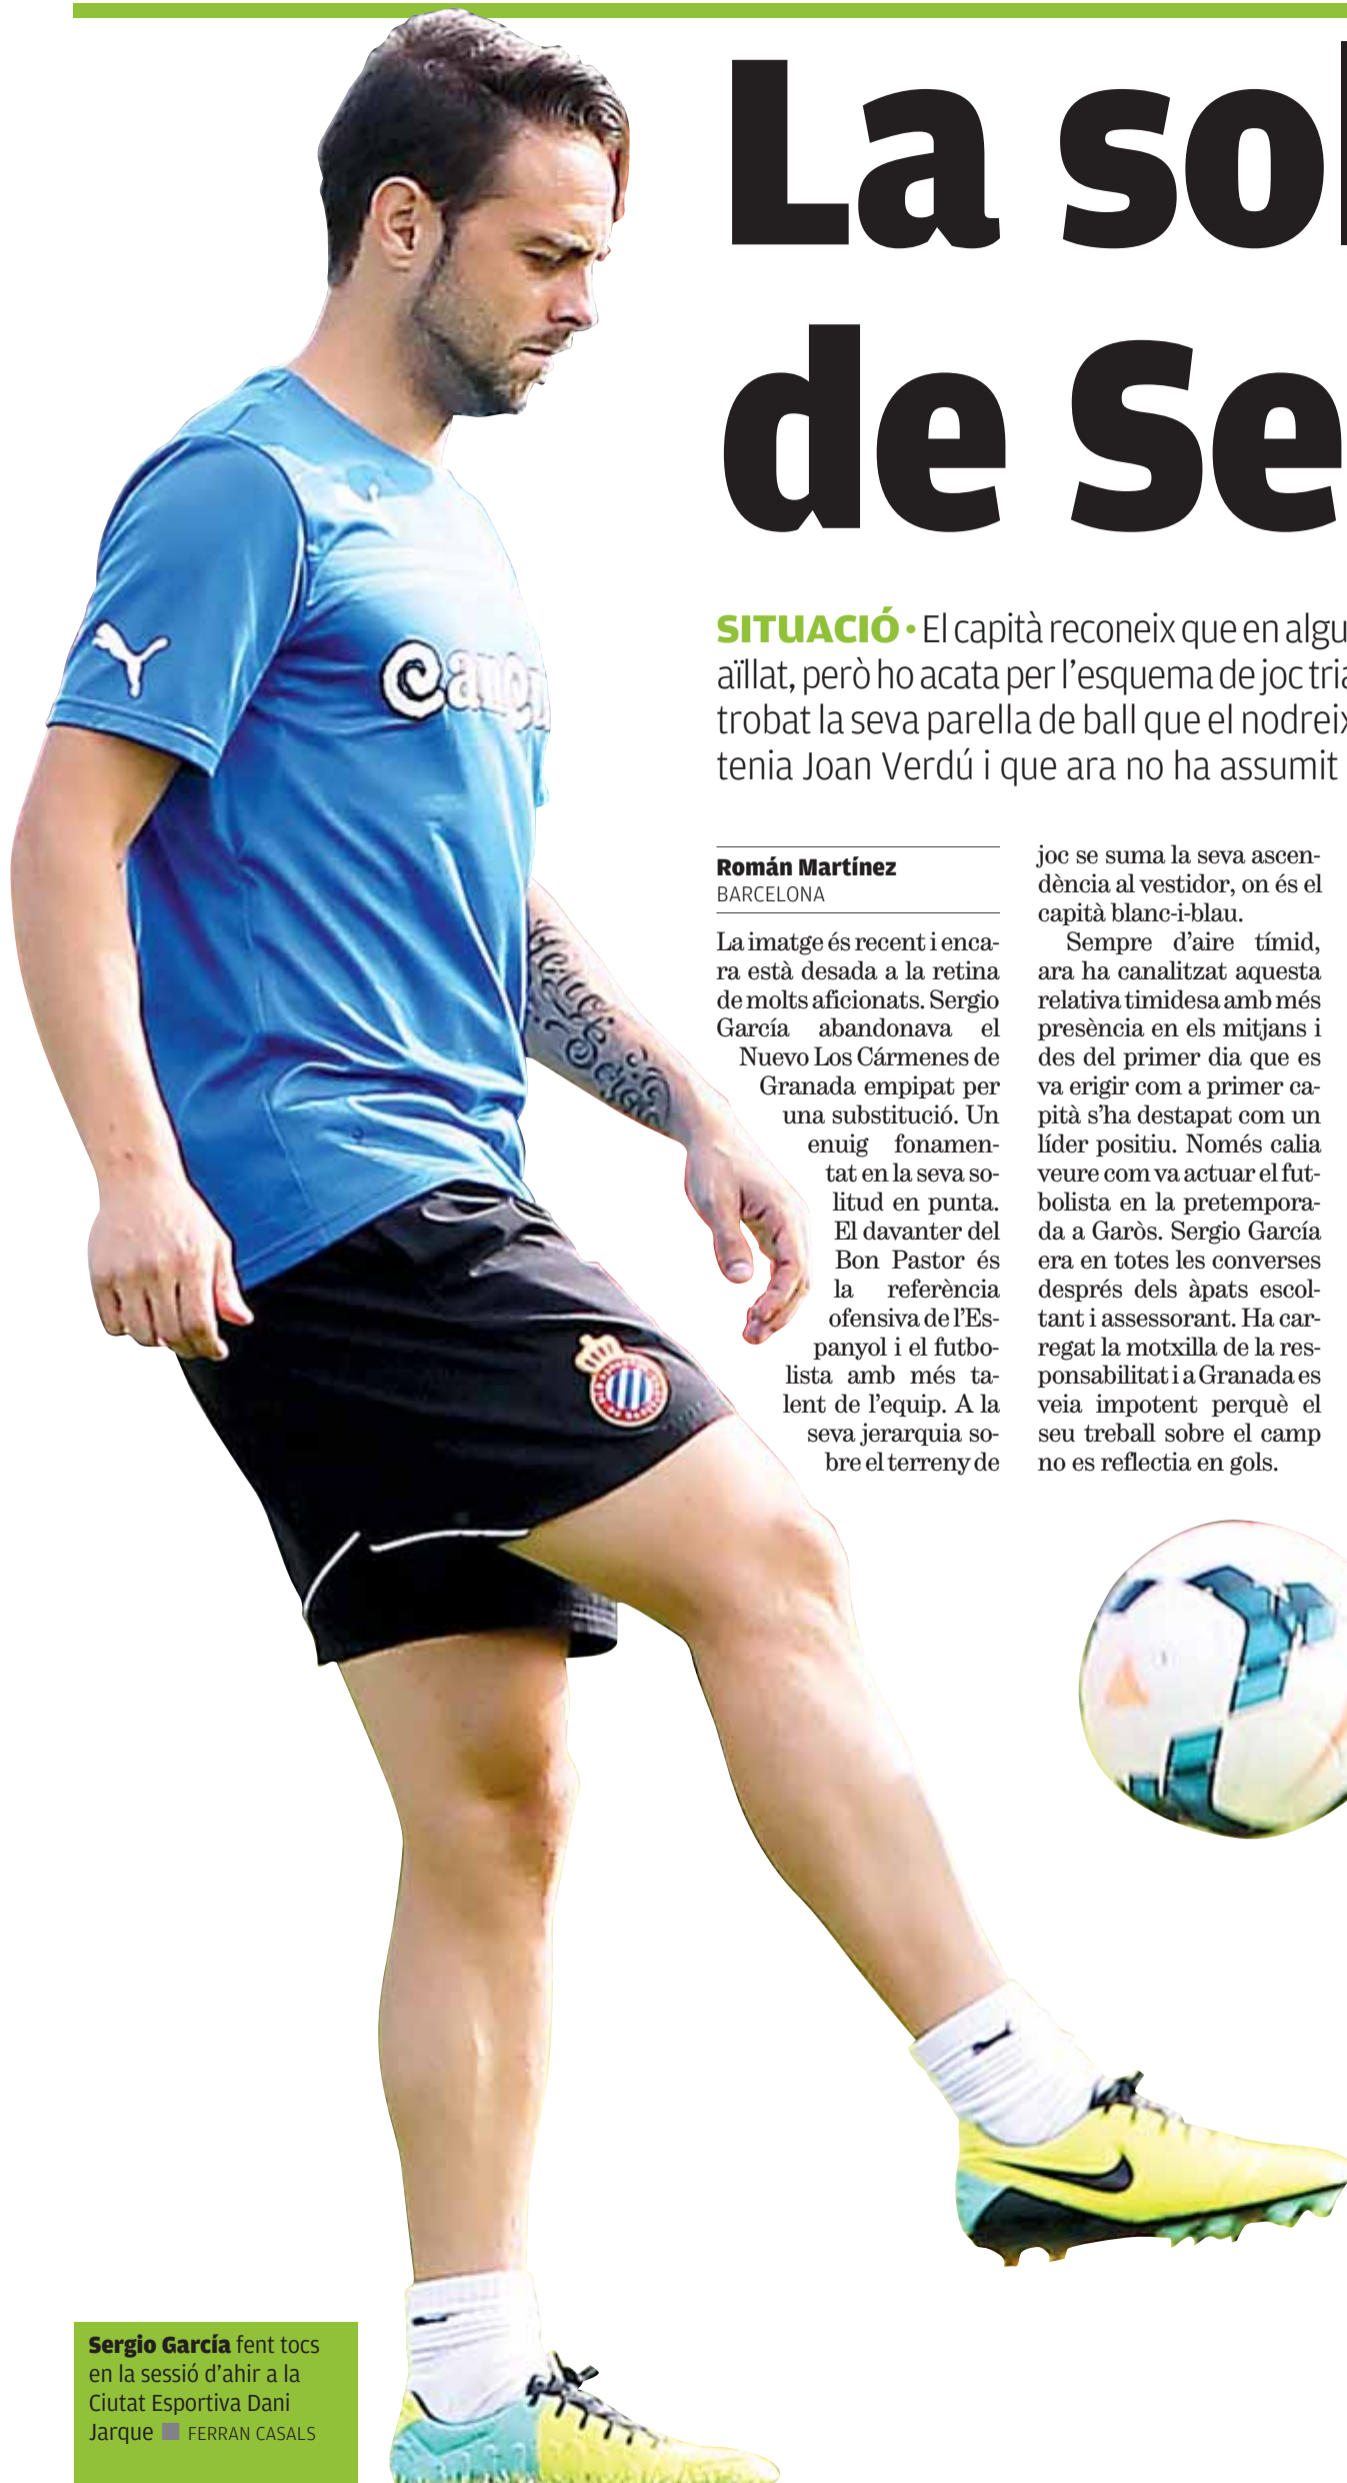 La sol
de Se
SITUACIÓ · El capità reconeix que en algu
aïllat, però ho acata per l'esquema de joc tria
trobat la seva parella de ball que el nodreix
tenia Joan Verdú i que ara no ha assumit
Román Martínez
BARCELONA
La imatge és recent i enca-
ra està desada a la retina
de molts aficionats. Sergio
García abandonava el
Nuevo Los Cármenes de
Granada empipat per
una substitució. Un
enuig fonamen-
tat en la seva so-
litud en punta.
El davanter del
Bon Pastor és
la referència
ofensiva de l'Es-
panyol i el futbo-
lista amb més ta-
lent de l'equip. A la
seva jerarquia so-
bre el terreny de
joc se suma la seva ascen-
dència al vestidor, on és el
capità blanc-i-blau.
Sempre d'aire tímid,
ara ha canalitzat aquesta
relativa timidesa amb més
presència en els mitjans i
des del primer dia que es
va erigir com a primer ca-
pità s'ha destapat com un
líder positiu. Només calia
veure com va actuar el fut-
bolista en la pretempora-
da a Garòs. Sergio García
era en totes les converses
després dels àpats escol-
tant i assessorant. Ha car-
regat la motxilla de la res-
ponsabilitat i a Granada es
veia impotent perquè el
seu treball sobre el camp
no es reflectia en gols.
Sergio García fent tocs
en la sessió d'ahir a la
Ciutat Esportiva Dani
Jarque ■ FERRAN CASALS